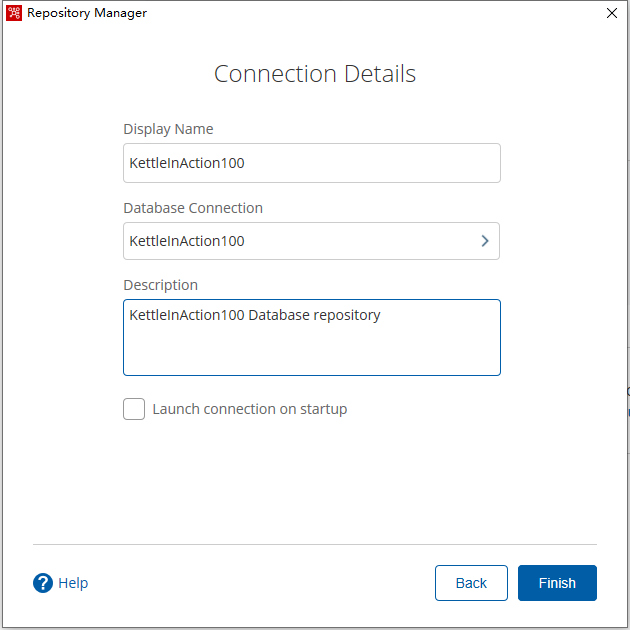 Repository Manager
Connection Details
Display Name
KettleInAction100
Database Connection
KettleInAction100
Description
KettleInAction100 Database repository
Launch connection on startup
? Help
Back
Finish